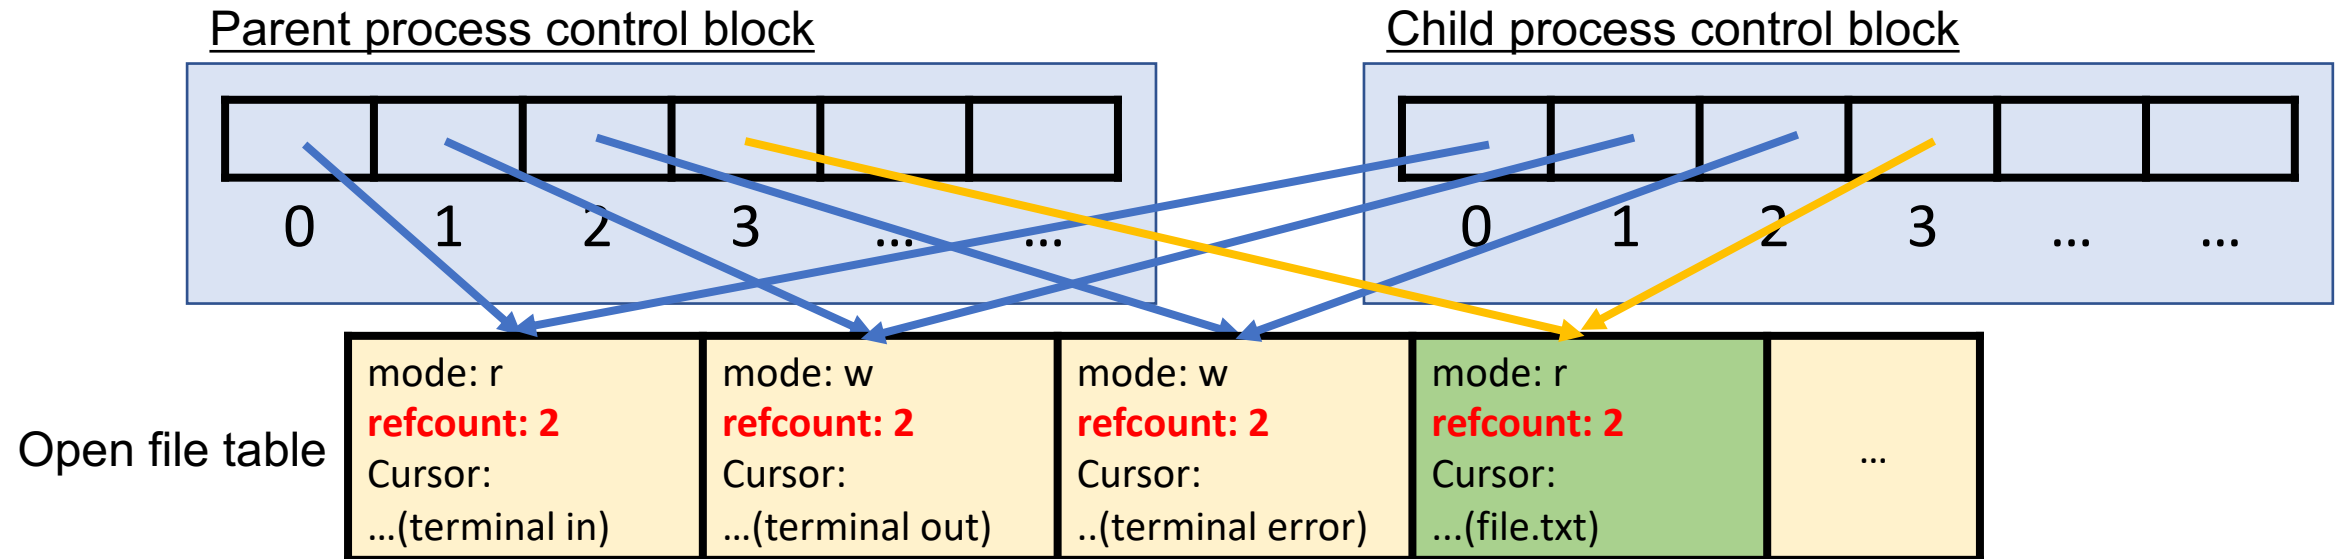 Parent process control block
Child process control block
0 1 2 3 ... ...
0 1 2 3 ... ...
Open file table
mode: r
refcount: 2
Cursor:
...(terminal in)
mode: w
refcount: 2
Cursor:
...(terminal out)
mode: w
refcount: 2
Cursor:
..(terminal error)
mode: r
refcount: 2
Cursor:
...(file.txt)
...